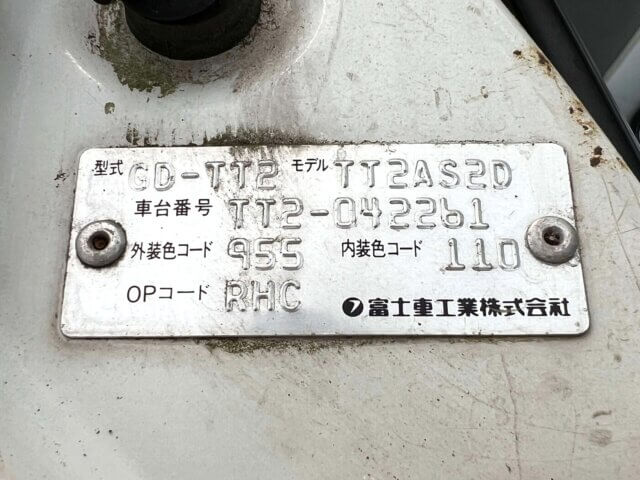 型式 GD-TT2 モデル TT2AS2D
車台番号 TT2-042261
外装色コード 955 内装色コード 110
OPコード RHC
富士重工業株式会社